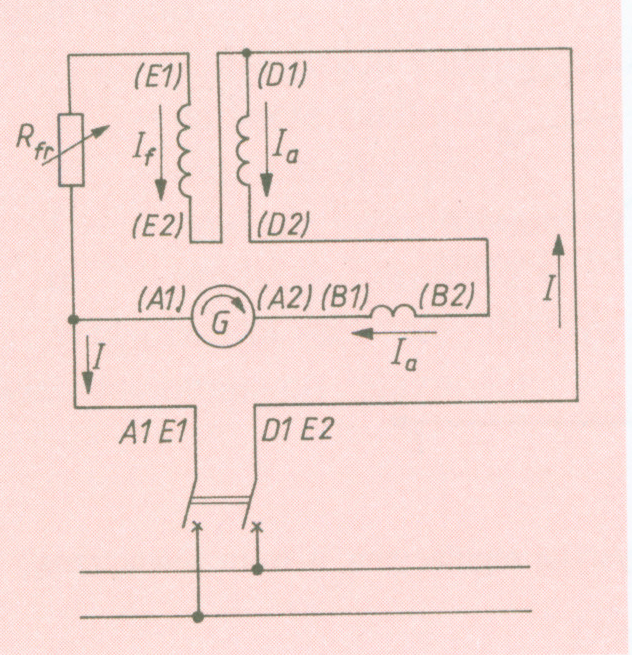 (E1) (D1)
R_fr I_f I_a
(E2) (D2)
(A1) G (A2) (B1) (B2)
I
I I_a
A1 E1 D1 E2